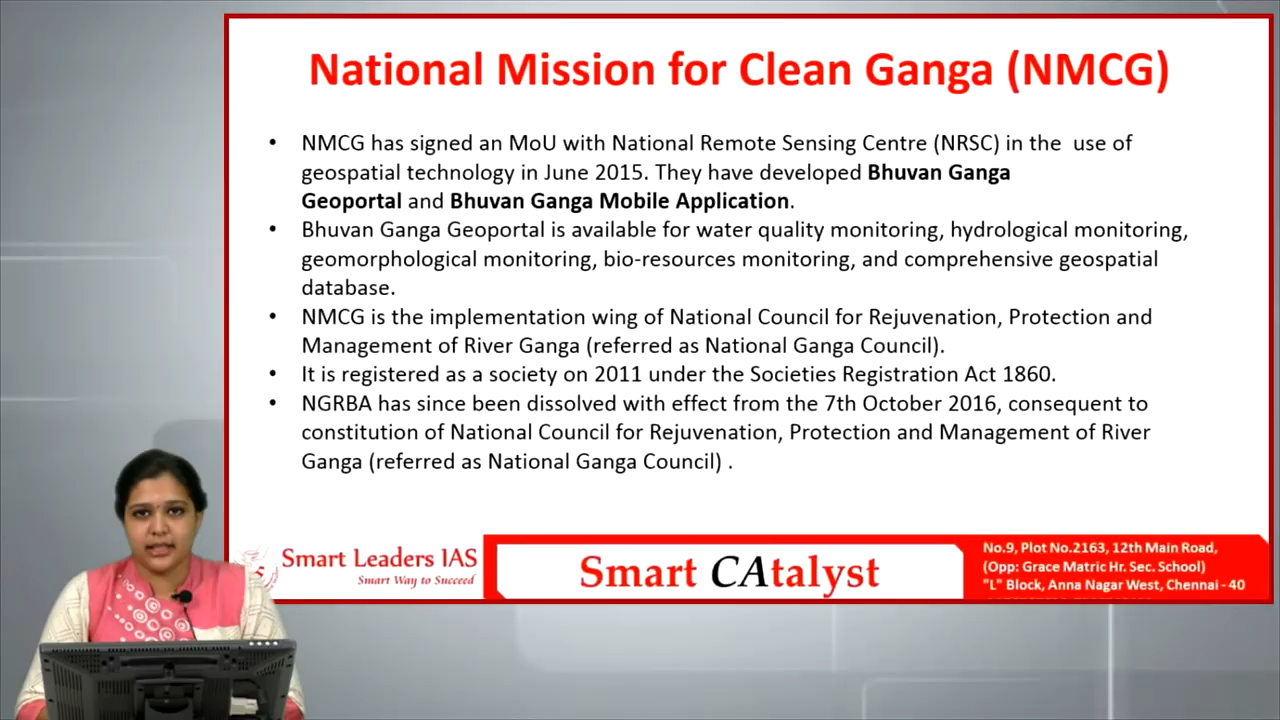 National Mission for Clean Ganga (NMCG)
• NMCG has signed an MoU with National Remote Sensing Centre (NRSC) in the use of
geospatial technology in June 2015. They have developed Bhuvan Ganga
Geoportal and Bhuvan Ganga Mobile Application.
• Bhuvan Ganga Geoportal is available for water quality monitoring, hydrological monitoring,
geomorphological monitoring, bio-resources monitoring, and comprehensive geospatial
database.
• NMCG is the implementation wing of National Council for Rejuvenation, Protection and
Management of River Ganga (referred as National Ganga Council).
• It is registered as a society on 2011 under the Societies Registration Act 1860.
• NGRBA has since been dissolved with effect from the 7th October 2016, consequent to
constitution of National Council for Rejuvenation, Protection and Management of River
Ganga (referred as National Ganga Council) .
Smart Leaders IAS
Smart Way to Succeed
Smart CAtalyst
No.9, Plot No.2163, 12th Main Road,
(Opp: Grace Matric Hr. Sec. School)
"L" Block, Anna Nagar West, Chennai - 40